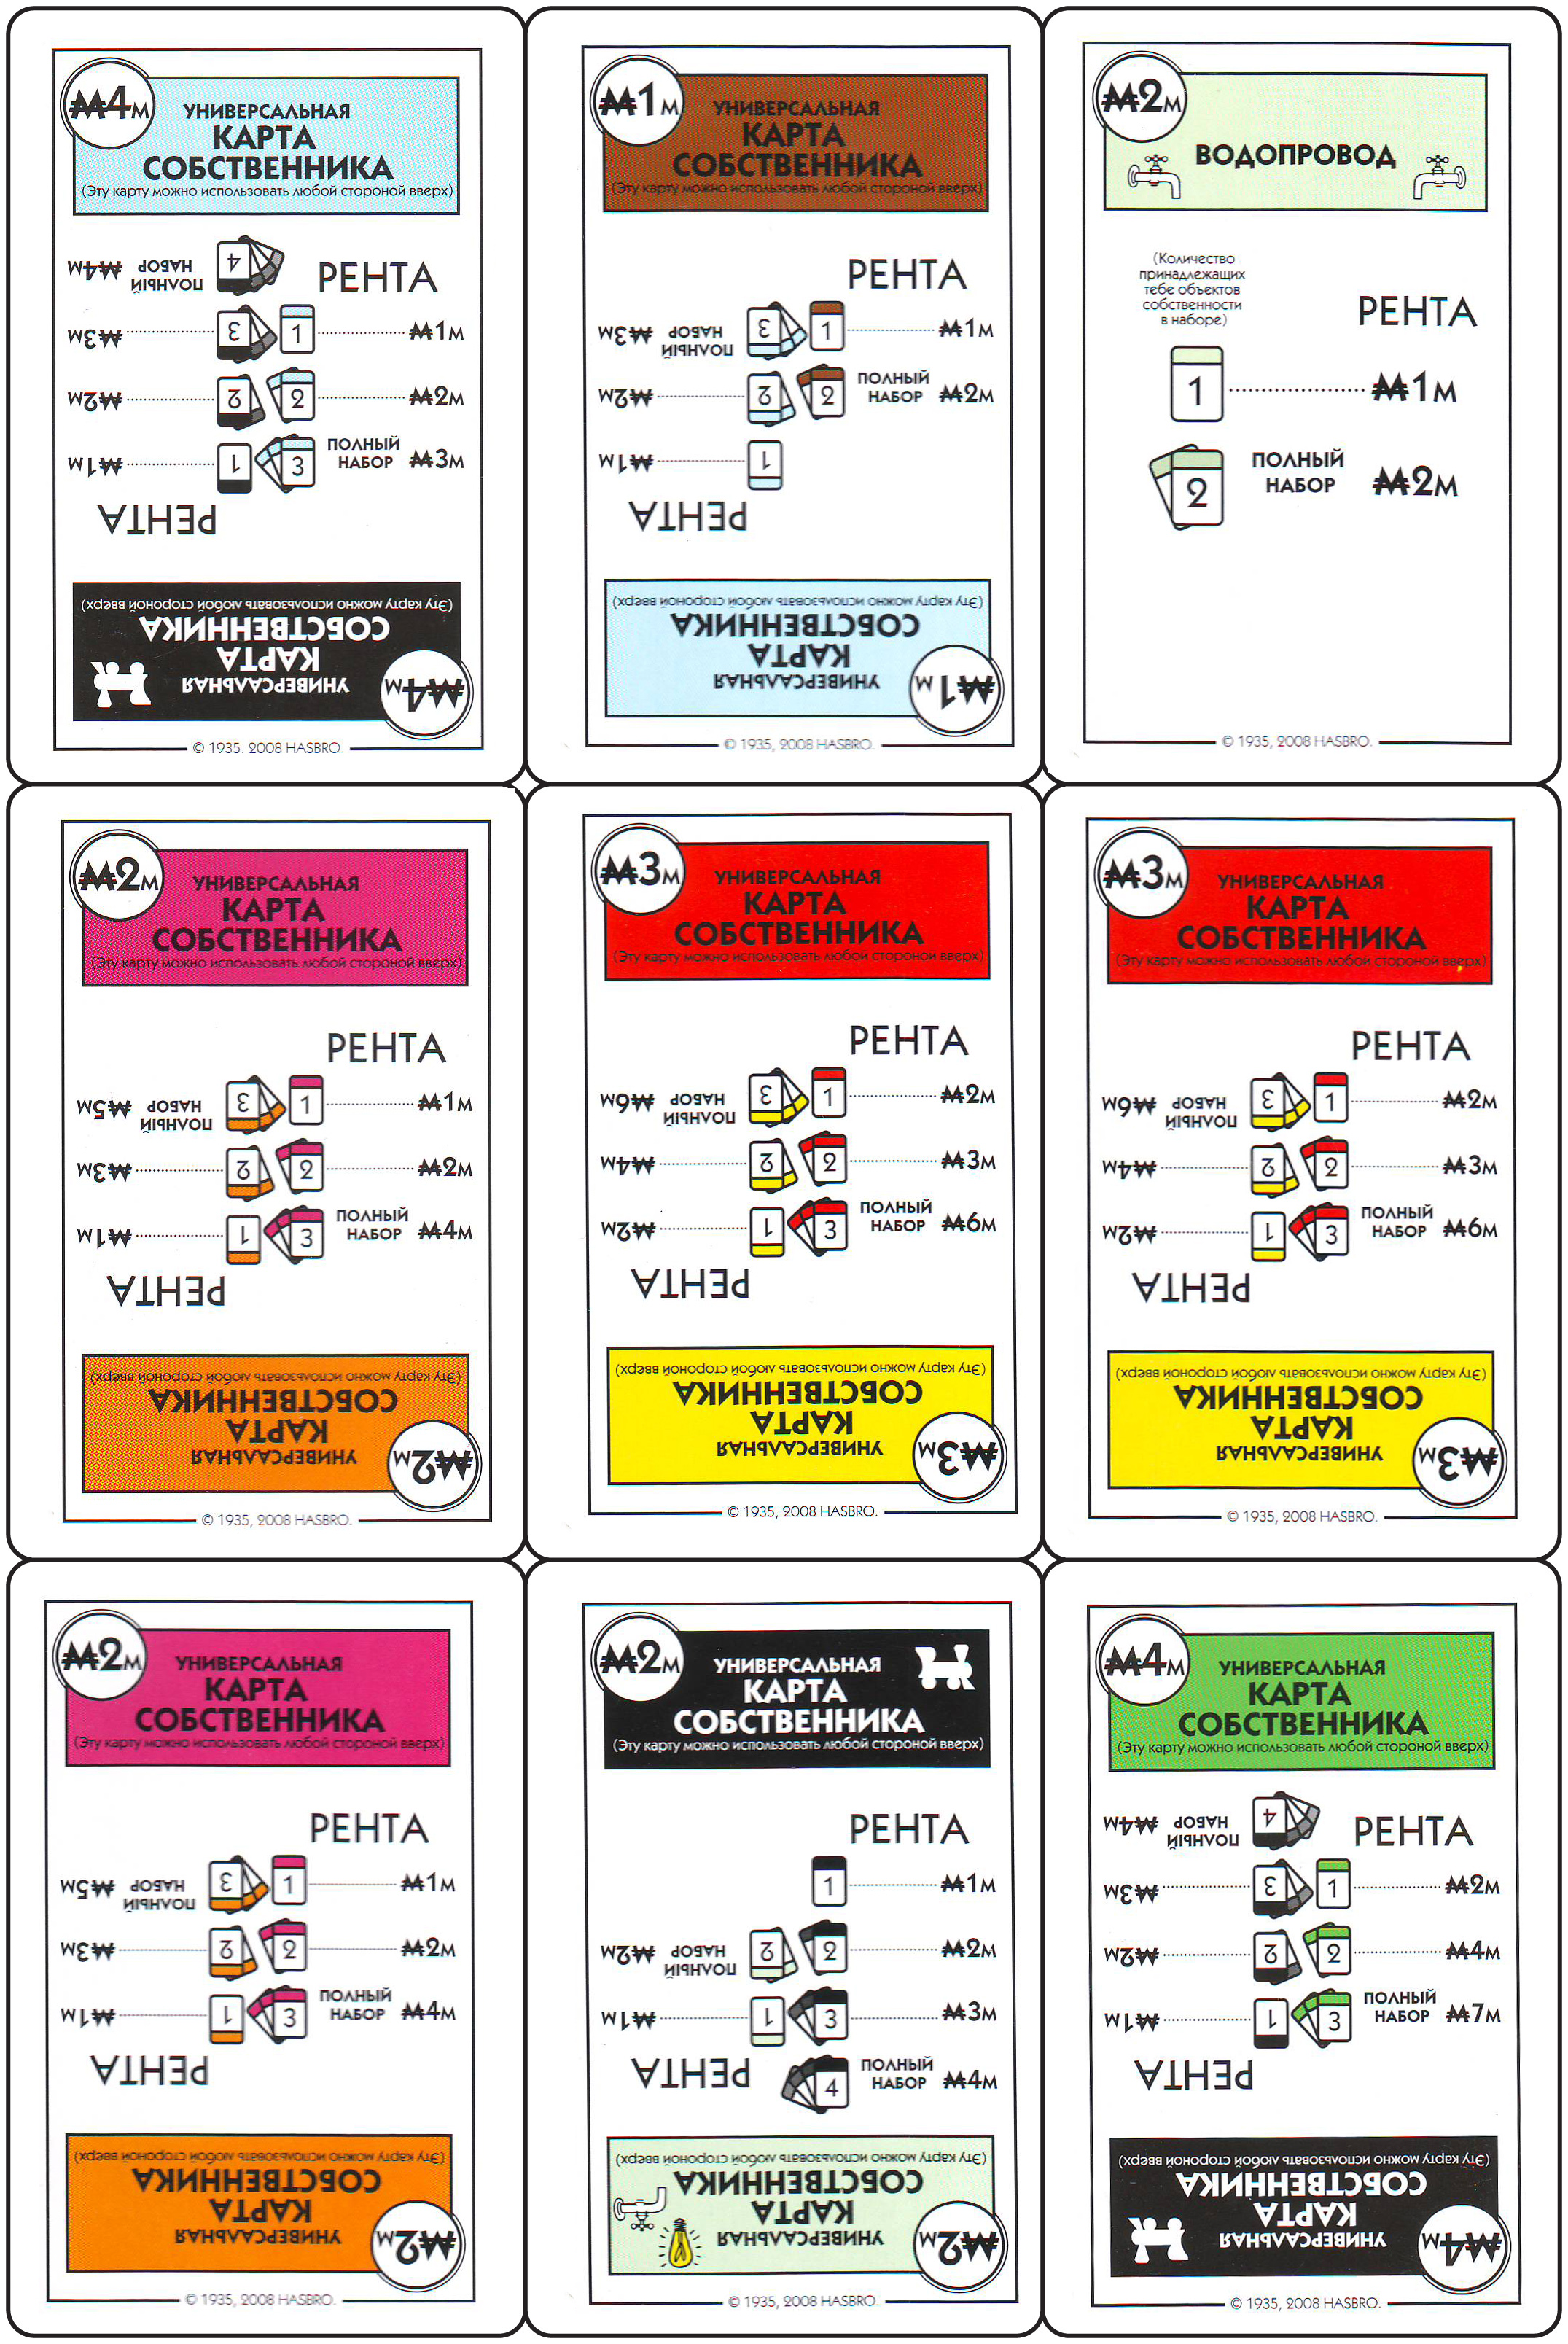 ₩4М
УНИВЕРСАЛЬНАЯ
КАРТА
СОБСТВЕННИКА
(Эту карту можно использовать любой стороной вверх)
РЕНТА
1 ₩1М
2 ₩2М
3 ПОЛНЫЙ НАБОР ₩3М
РЕНТА
1 ₩1М
2 ₩2М
3 ₩3М
4 ПОЛНЫЙ НАБОР ₩4М
₩4М
УНИВЕРСАЛЬНАЯ
КАРТА
СОБСТВЕННИКА
(Эту карту можно использовать любой стороной вверх)
© 1935. 2008 HASBRO.
₩1М
УНИВЕРСАЛЬНАЯ
КАРТА
СОБСТВЕННИКА
(Эту карту можно использовать любой стороной вверх)
РЕНТА
1 ₩1М
2 ПОЛНЫЙ НАБОР ₩2М
РЕНТА
1 ₩1М
2 ₩2М
3 ПОЛНЫЙ НАБОР ₩3М
₩1М
УНИВЕРСАЛЬНАЯ
КАРТА
СОБСТВЕННИКА
(Эту карту можно использовать любой стороной вверх)
© 1935, 2008 HASBRO.
₩2М
ВОДОПРОВОД
(Количество
принадлежащих
тебе объектов
собственности
в наборе)
РЕНТА
1 ₩1М
2 ПОЛНЫЙ НАБОР ₩2М
© 1935, 2008 HASBRO.
₩2М
УНИВЕРСАЛЬНАЯ
КАРТА
СОБСТВЕННИКА
(Эту карту можно использовать любой стороной вверх)
РЕНТА
1 ₩1М
2 ₩2М
3 ПОЛНЫЙ НАБОР ₩4М
РЕНТА
1 ₩1М
2 ₩3М
3 ПОЛНЫЙ НАБОР ₩5М
₩2М
УНИВЕРСАЛЬНАЯ
КАРТА
СОБСТВЕННИКА
(Эту карту можно использовать любой стороной вверх)
© 1935, 2008 HASBRO.
₩3М
УНИВЕРСАЛЬНАЯ
КАРТА
СОБСТВЕННИКА
(Эту карту можно использовать любой стороной вверх)
РЕНТА
1 ₩2М
2 ₩3М
3 ПОЛНЫЙ НАБОР ₩6М
РЕНТА
1 ₩2М
2 ₩4М
3 ПОЛНЫЙ НАБОР ₩6М
₩3М
УНИВЕРСАЛЬНАЯ
КАРТА
СОБСТВЕННИКА
(Эту карту можно использовать любой стороной вверх)
© 1935, 2008 HASBRO.
₩3М
УНИВЕРСАЛЬНАЯ
КАРТА
СОБСТВЕННИКА
(Эту карту можно использовать любой стороной вверх)
РЕНТА
1 ₩2М
2 ₩3М
3 ПОЛНЫЙ НАБОР ₩6М
РЕНТА
1 ₩2М
2 ₩4М
3 ПОЛНЫЙ НАБОР ₩6М
₩3М
УНИВЕРСАЛЬНАЯ
КАРТА
СОБСТВЕННИКА
(Эту карту можно использовать любой стороной вверх)
© 1935, 2008 HASBRO.
₩2М
УНИВЕРСАЛЬНАЯ
КАРТА
СОБСТВЕННИКА
(Эту карту можно использовать любой стороной вверх)
РЕНТА
1 ₩1М
2 ₩2М
3 ПОЛНЫЙ НАБОР ₩4М
РЕНТА
1 ₩1М
2 ₩3М
3 ПОЛНЫЙ НАБОР ₩5М
₩2М
УНИВЕРСАЛЬНАЯ
КАРТА
СОБСТВЕННИКА
(Эту карту можно использовать любой стороной вверх)
© 1935, 2008 HASBRO.
₩2М
УНИВЕРСАЛЬНАЯ
КАРТА
СОБСТВЕННИКА
(Эту карту можно использовать любой стороной вверх)
РЕНТА
1 ₩1М
2 ₩2М
3 ₩3М
4 ПОЛНЫЙ НАБОР ₩4М
РЕНТА
1 ₩1М
2 ПОЛНЫЙ НАБОР ₩2М
₩2М
УНИВЕРСАЛЬНАЯ
КАРТА
СОБСТВЕННИКА
(Эту карту можно использовать любой стороной вверх)
© 1935, 2008 HASBRO.
₩4М
УНИВЕРСАЛЬНАЯ
КАРТА
СОБСТВЕННИКА
(Эту карту можно использовать любой стороной вверх)
РЕНТА
1 ₩2М
2 ₩4М
3 ПОЛНЫЙ НАБОР ₩7М
РЕНТА
1 ₩1М
2 ₩2М
3 ₩3М
4 ПОЛНЫЙ НАБОР ₩4М
₩4М
УНИВЕРСАЛЬНАЯ
КАРТА
СОБСТВЕННИКА
(Эту карту можно использовать любой стороной вверх)
© 1935, 2008 HASBRO.